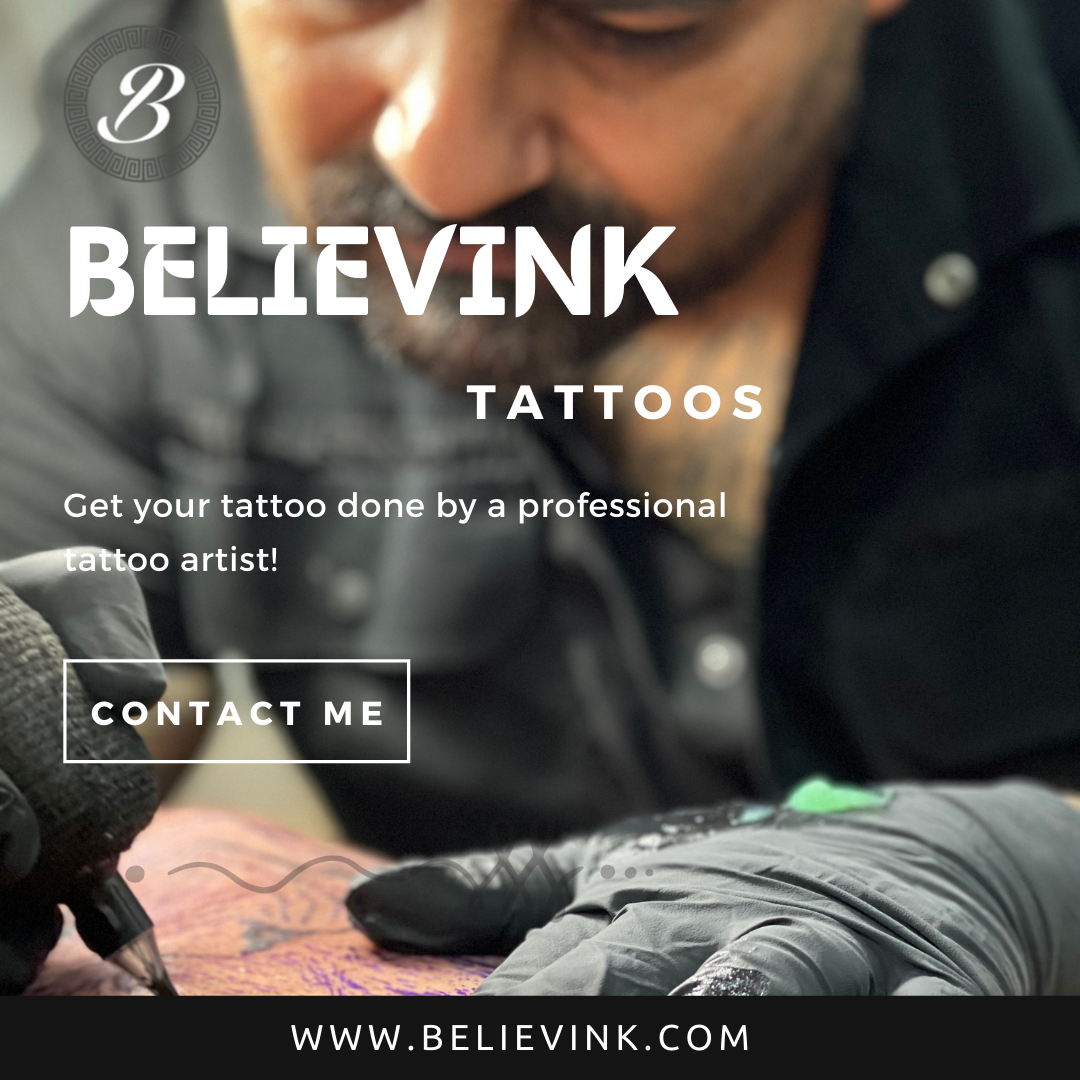 B
BELIEVINK
TATTOOS
Get your tattoo done by a professional
tattoo artist!
CONTACT ME
WWW.BELIEVINK.COM